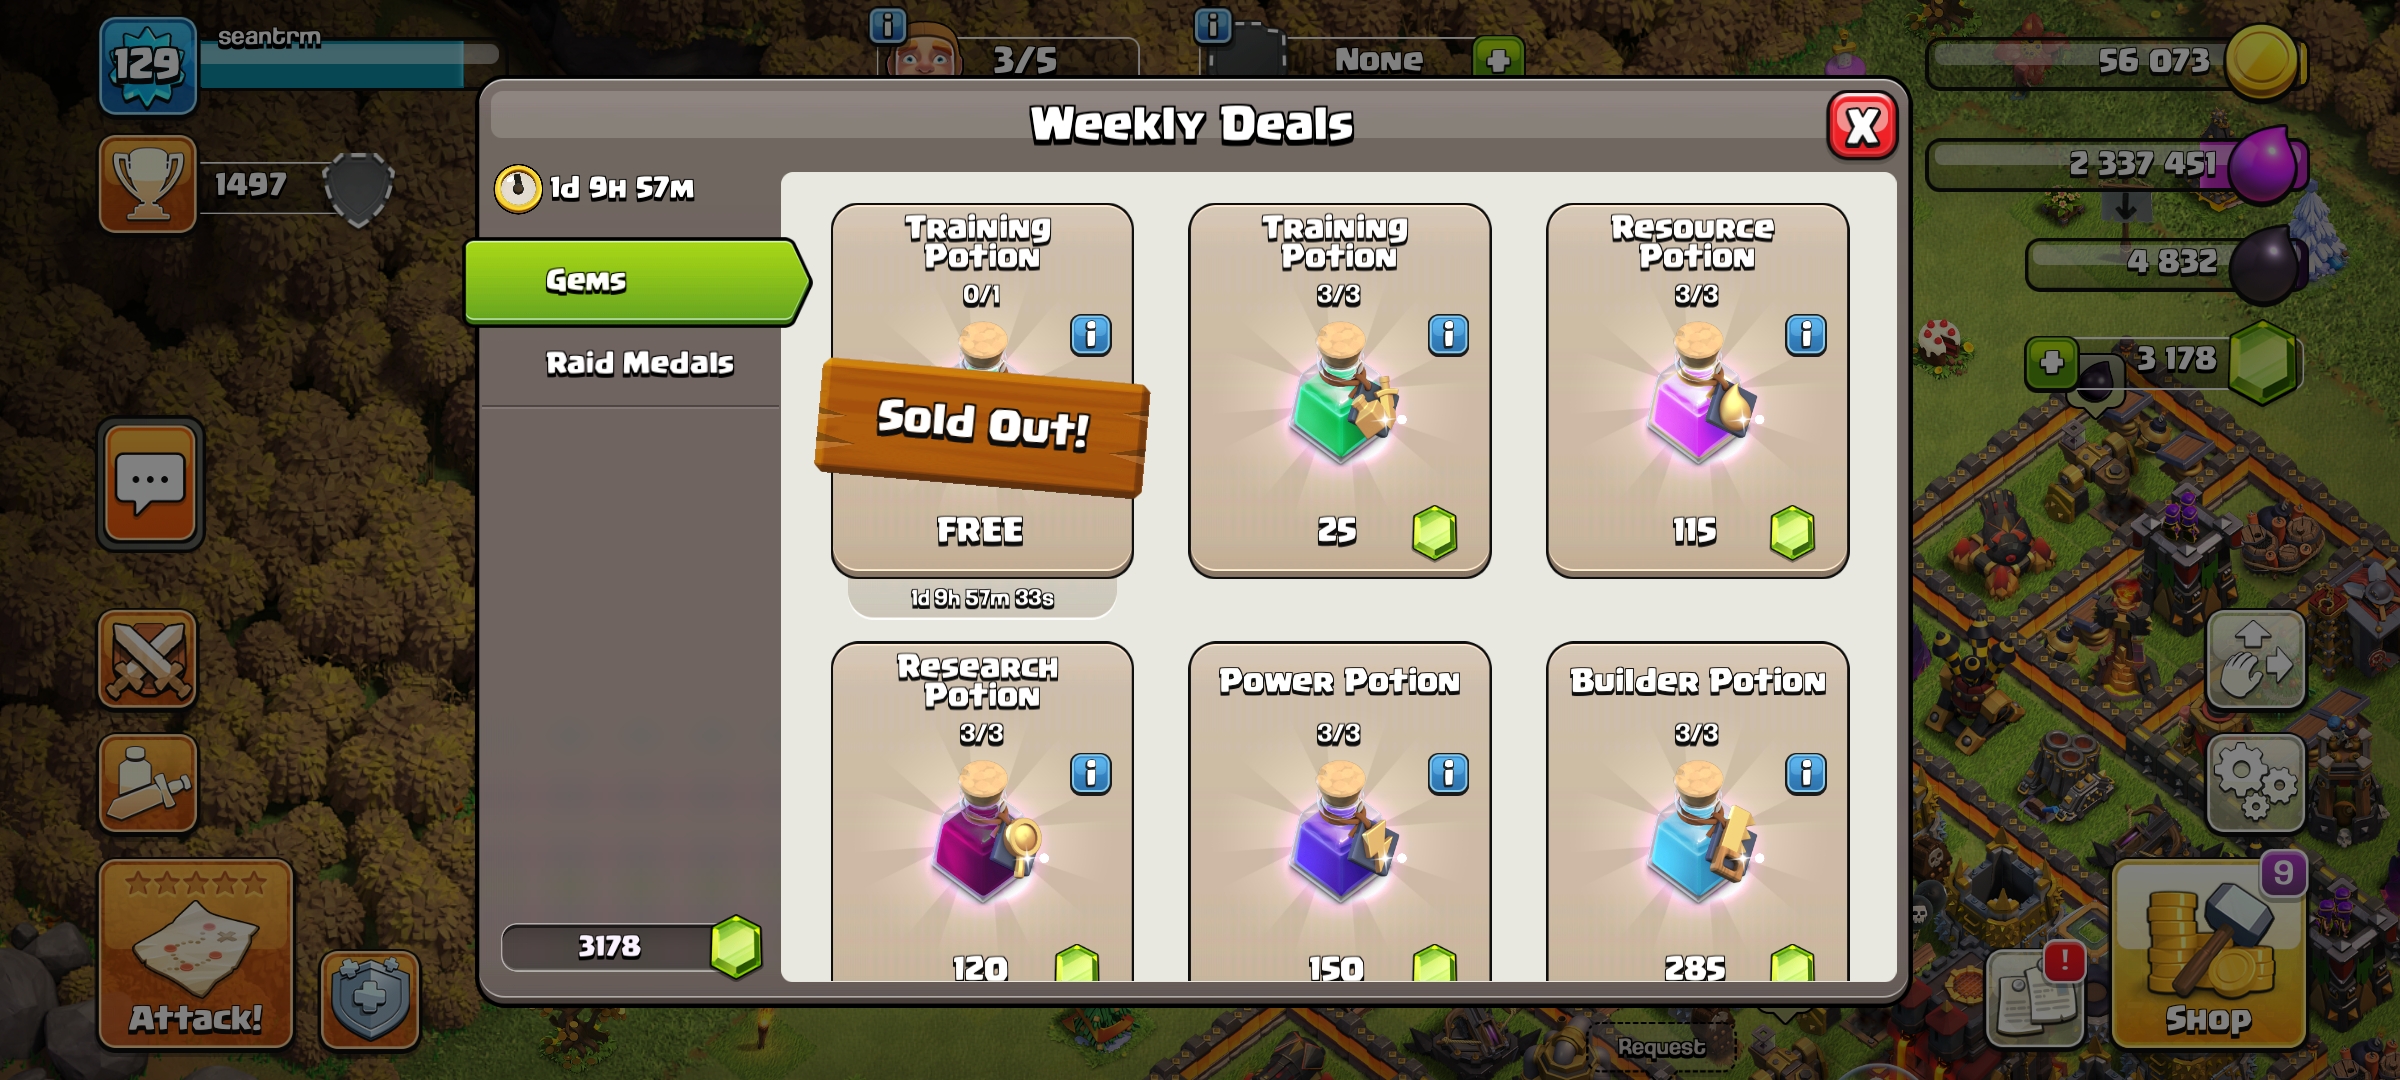 129
seantrm
3/5
None
56 073
1497
2 337 451
4 832
3 178
Weekly Deals
X
1d 9H 57M
Gems
Raid Medals
Training
Potion
0/1
i
Sold Out!
FREE
1d 9h 57m 33s
Training
Potion
3/3
i
25
Resource
Potion
3/3
i
115
Research
Potion
3/3
i
120
Power Potion
3/3
i
150
Builder Potion
3/3
i
285
3178
Attack!
9
!
Shop
Request